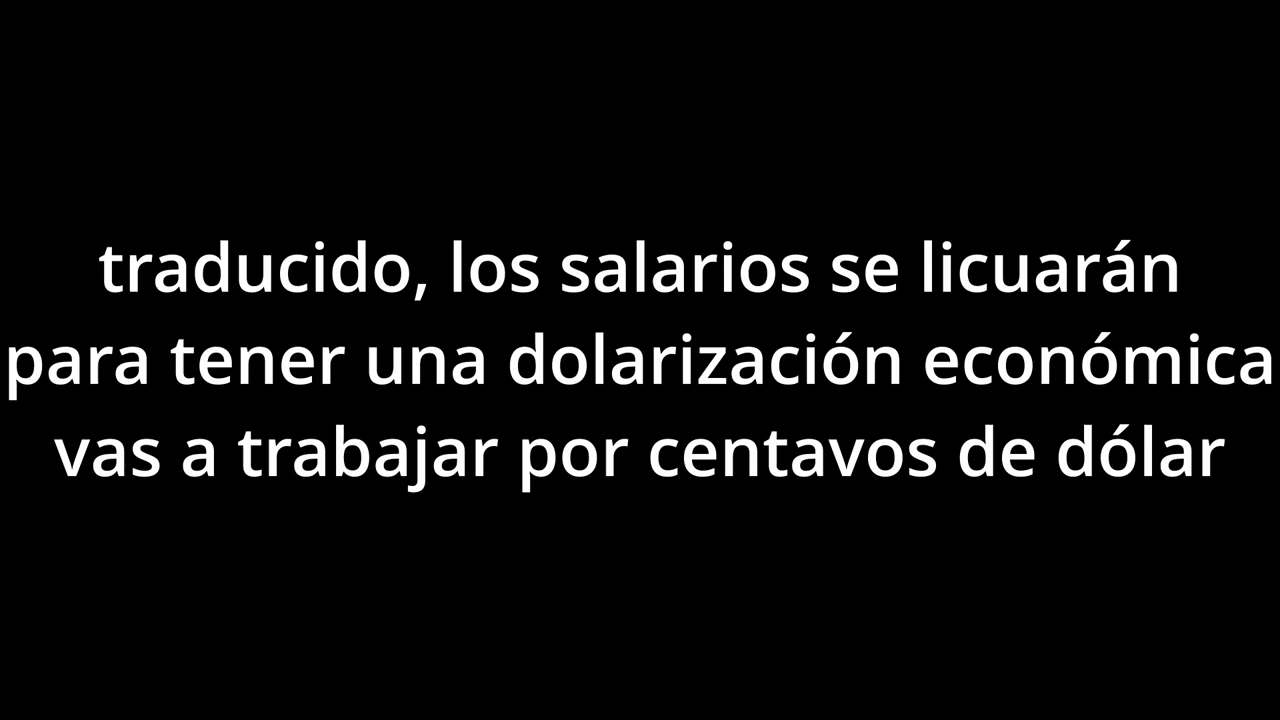 traducido, los salarios se licuarán
para tener una dolarización económica
vas a trabajar por centavos de dólar